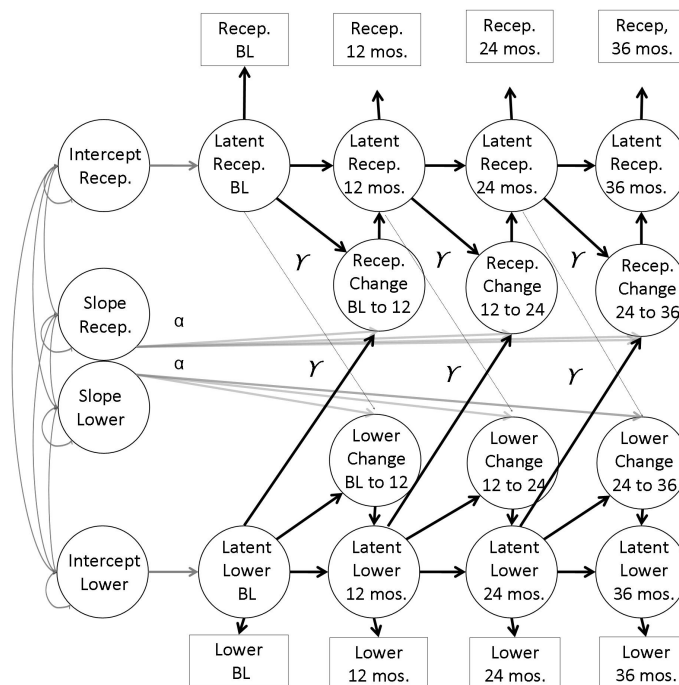 Recep.
BL
Recep.
12 mos.
Recep.
24 mos.
Recep,
36 mos.
Intercept
Recep.
Latent
Recep.
BL
Latent
Recep.
12 mos.
Latent
Recep.
24 mos.
Latent
Recep.
36 mos.
Recep.
Change
BL to 12
Recep.
Change
12 to 24
Recep.
Change
24 to 36
ϒ
ϒ
ϒ
Slope
Recep.
α
α
Slope
Lower
ϒ
ϒ
ϒ
Lower
Change
BL to 12
Lower
Change
12 to 24
Lower
Change
24 to 36
Intercept
Lower
Latent
Lower
BL
Latent
Lower
12 mos.
Latent
Lower
24 mos.
Latent
Lower
36 mos.
Lower
BL
Lower
12 mos.
Lower
24 mos.
Lower
36 mos.